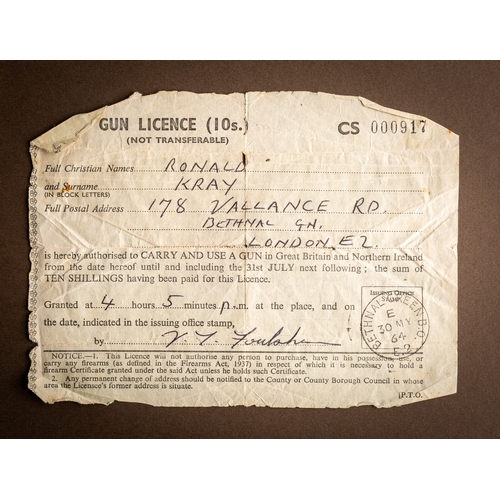 GUN LICENCE (10s.)
CS 000917
(NOT TRANSFERABLE)
Full Christian Names RONALD
and Surname KRAY
(IN BLOCK LETTERS)
Full Postal Address 178 VALLANCE RD.
BETHNAL GN.
LONDON. E2.
is hereby authorised to CARRY AND USE A GUN in Great Britain and Northern Ireland
from the date hereof until and including the 31st JULY next following; the sum of
TEN SHILLINGS having been paid for this Licence.
Granted at 4 hours 5 minutes p.m. at the place, and on
the date, indicated in the issuing office stamp,
by
ISSUING OFFICE
STAMP
BETHNAL GREEN B.O.
E
30 MY
64
E.2
NOTICE.—1. This Licence will not authorise any person to purchase, have in his possession, use, or
carry any firearms (as defined in the Firearms Act, 1937) in respect of which it is necessary to hold a
firearm Certificate granted under the said Act unless he holds such Certificate.
2. Any permanent change of address should be notified to the County or County Borough Council in whose
area the Licensee's former address is situate.
[P.T.O.